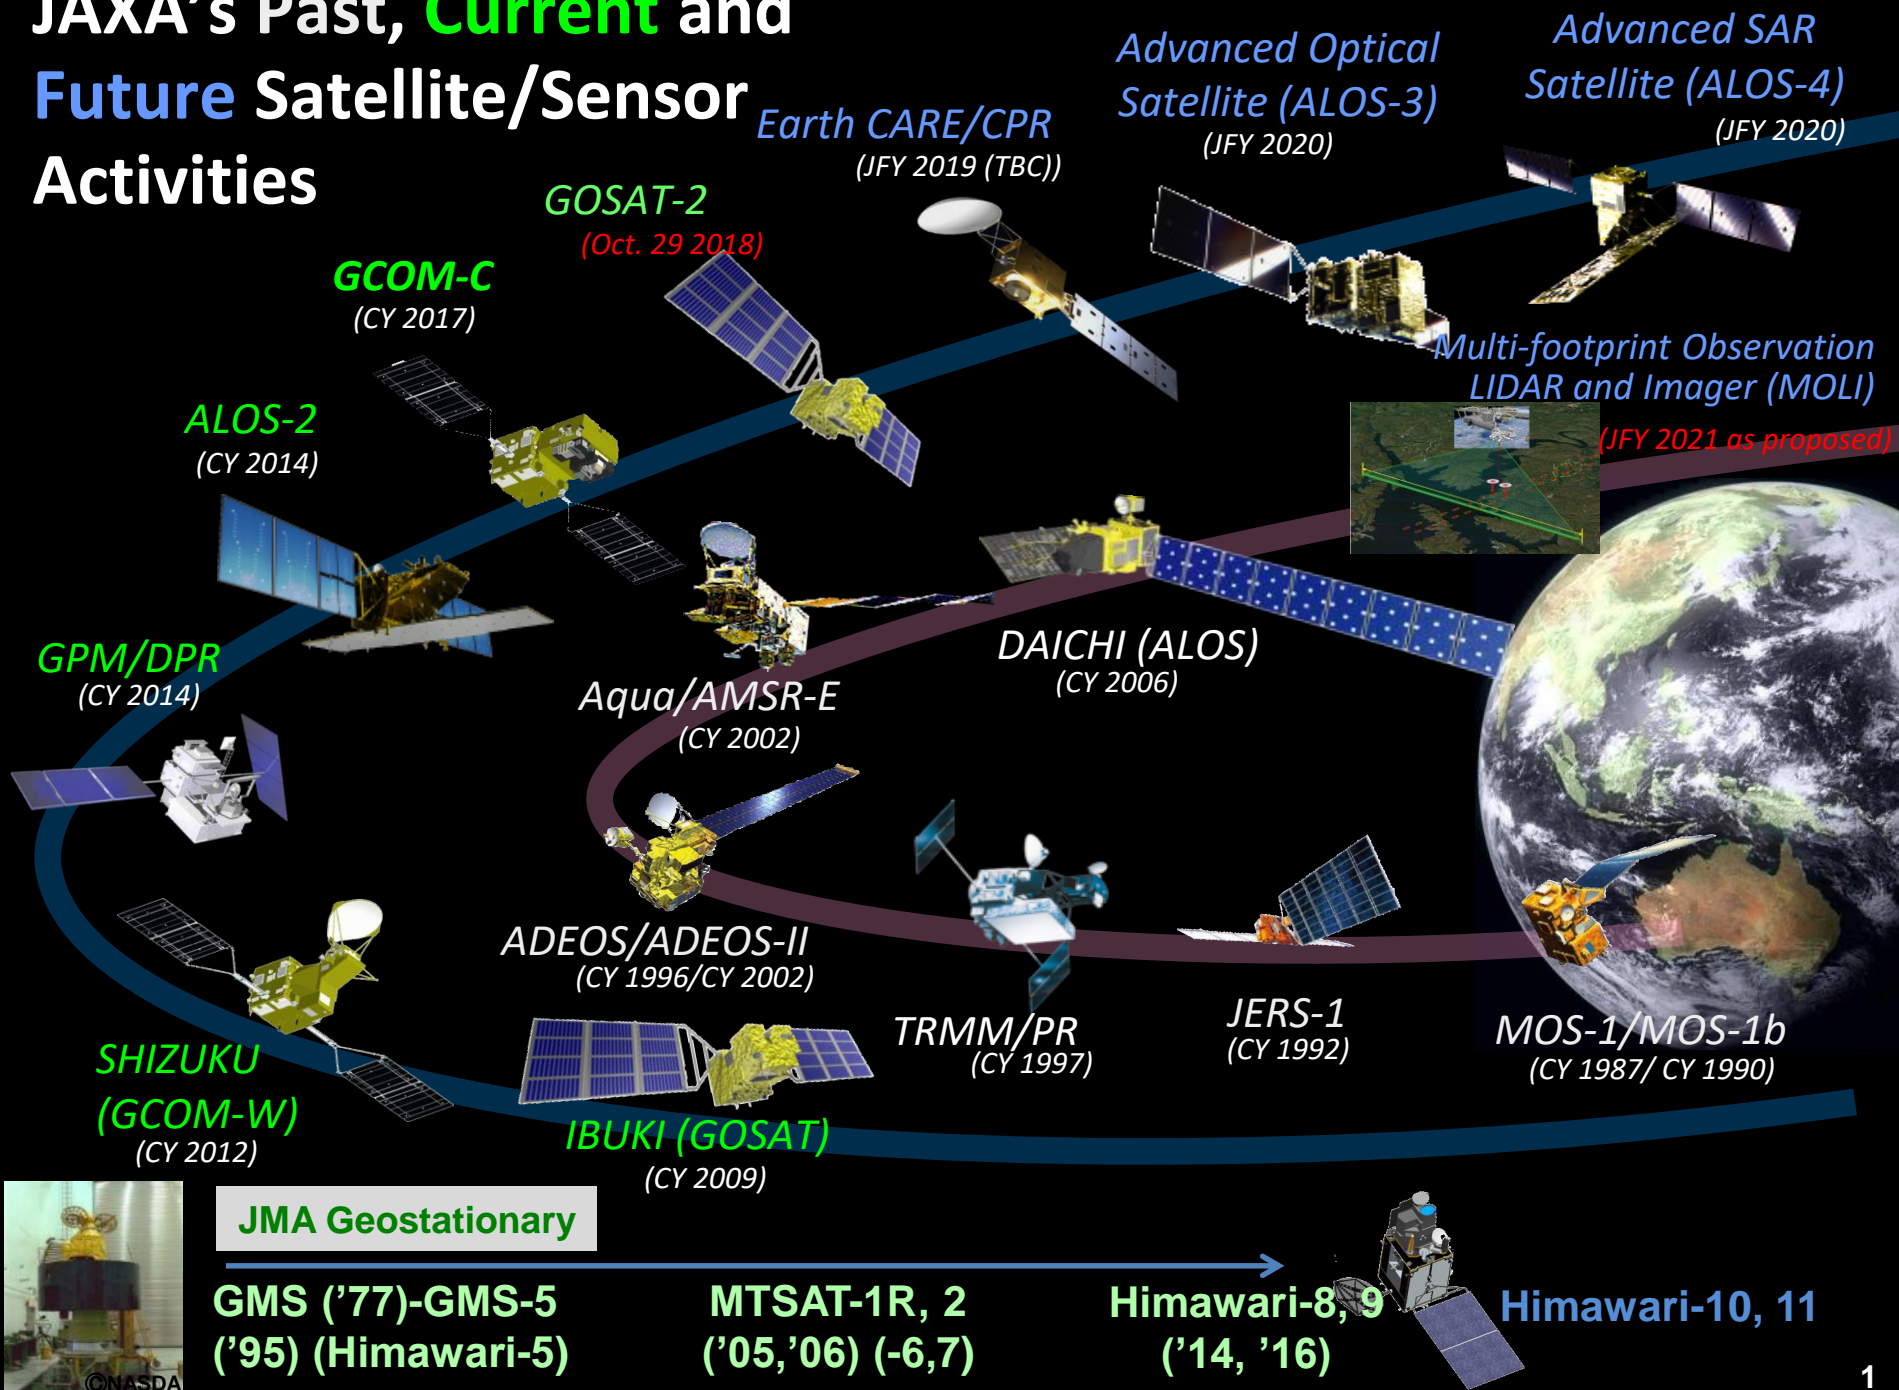 JAXA's Past, Current and
Future Satellite/Sensor
Activities
Advanced Optical
Satellite (ALOS-3)
(JFY 2020)
Advanced SAR
Satellite (ALOS-4)
(JFY 2020)
Earth CARE/CPR
(JFY 2019 (TBC))
GOSAT-2
(Oct. 29 2018)
GCOM-C
(CY 2017)
Multi-footprint Observation
LIDAR and Imager (MOLI)
(JFY 2021 as proposed)
ALOS-2
(CY 2014)
GPM/DPR
(CY 2014)
Aqua/AMSR-E
(CY 2002)
DAICHI (ALOS)
(CY 2006)
ADEOS/ADEOS-II
(CY 1996/CY 2002)
TRMM/PR
(CY 1997)
JERS-1
(CY 1992)
MOS-1/MOS-1b
(CY 1987/ CY 1990)
SHIZUKU
(GCOM-W)
(CY 2012)
IBUKI (GOSAT)
(CY 2009)
JMA Geostationary
GMS ('77)-GMS-5
('95) (Himawari-5)
MTSAT-1R, 2
('05,'06) (-6,7)
Himawari-8, 9
('14, '16)
Himawari-10, 11
©NASDA
1